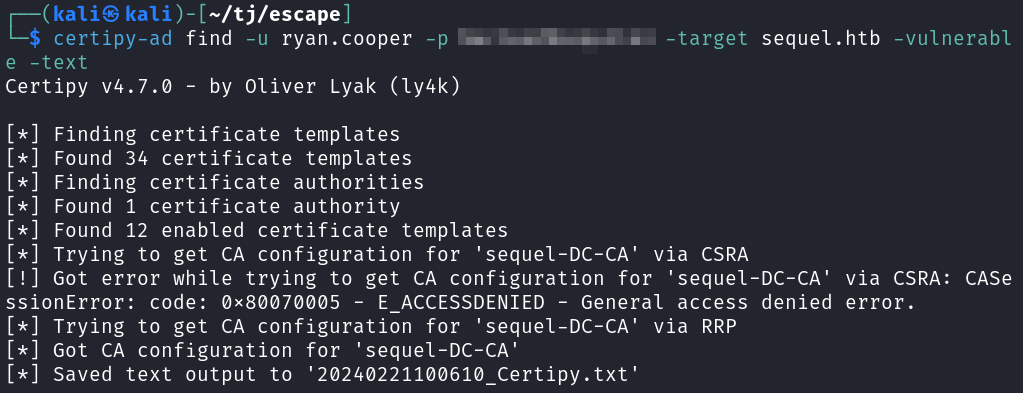 ┌──(kali㉿kali)-[~/tj/escape]
└─$ certipy-ad find -u ryan.cooper -p -target sequel.htb -vulnerabl
e -text
Certipy v4.7.0 - by Oliver Lyak (ly4k)
[*] Finding certificate templates
[*] Found 34 certificate templates
[*] Finding certificate authorities
[*] Found 1 certificate authority
[*] Found 12 enabled certificate templates
[*] Trying to get CA configuration for 'sequel-DC-CA' via CSRA
[!] Got error while trying to get CA configuration for 'sequel-DC-CA' via CSRA: CASe
ssionError: code: 0×80070005 - E_ACCESSDENIED - General access denied error.
[*] Trying to get CA configuration for 'sequel-DC-CA' via RRP
[*] Got CA configuration for 'sequel-DC-CA'
[*] Saved text output to '20240221100610_Certipy.txt'